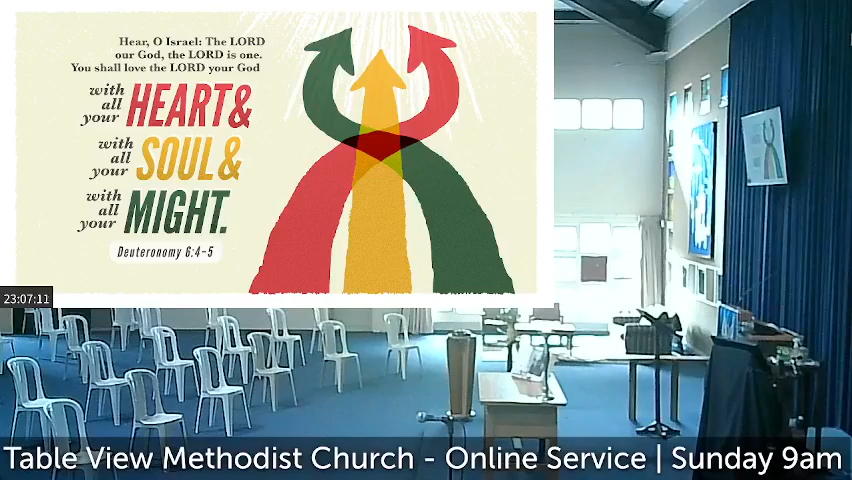 Hear, O Israel: The LORD
our God, the LORD is one.
You shall love the LORD your God
with all your HEART&
with all your SOUL&
with all your MIGHT.
Deuteronomy 6:4-5
23:07:11
Table View Methodist Church - Online Service | Sunday 9am